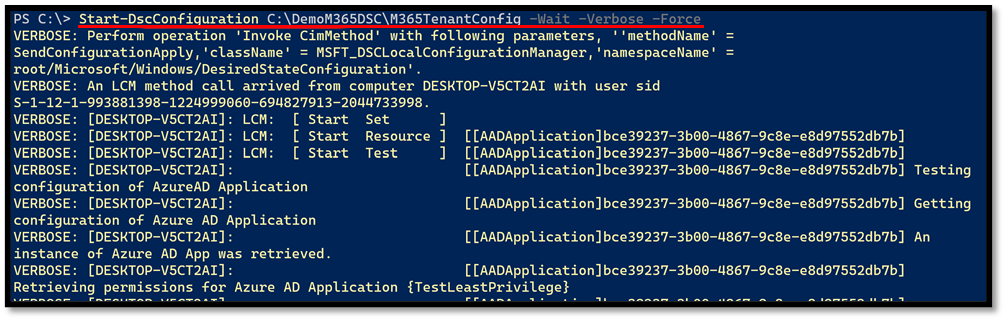 PS C:\> Start-DscConfiguration C:\DemoM365DSC\M365TenantConfiq -Wait -Verbose -Force
VERBOSE: Perform operation 'Invoke CimMethod' with following parameters, ''methodName' =
SendConfigurationApply,'className' = MSFT_DSCLocalConfigurationManager,'namespaceName' =
root/Microsoft/Windows/DesiredStateConfiguration'.
VERBOSE: An LCM method call arrived from computer DESKTOP-V5CT2AI with user sid
S-1-12-1-993881398-1224999060-694827913-2044733998.
VERBOSE: [DESKTOP-V5CT2AI]: LCM:  [ Start  Set      ]
VERBOSE: [DESKTOP-V5CT2AI]: LCM:  [ Start  Resource ]  [[AADApplication]bce39237-3b00-4867-9c8e-e8d97552db7b]
VERBOSE: [DESKTOP-V5CT2AI]: LCM:  [ Start  Test     ]  [[AADApplication]bce39237-3b00-4867-9c8e-e8d97552db7b]
VERBOSE: [DESKTOP-V5CT2AI]:                            [[AADApplication]bce39237-3b00-4867-9c8e-e8d97552db7b] Testing
configuration of AzureAD Application
VERBOSE: [DESKTOP-V5CT2AI]:                            [[AADApplication]bce39237-3b00-4867-9c8e-e8d97552db7b] Getting
configuration of Azure AD Application
VERBOSE: [DESKTOP-V5CT2AI]:                            [[AADApplication]bce39237-3b00-4867-9c8e-e8d97552db7b] An
instance of Azure AD App was retrieved.
VERBOSE: [DESKTOP-V5CT2AI]:                            [[AADApplication]bce39237-3b00-4867-9c8e-e8d97552db7b]
Retrieving permissions for Azure AD Application {TestLeastPrivilege}